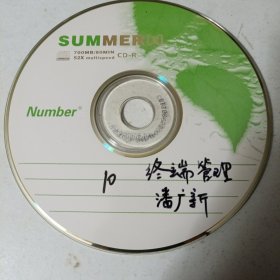 SUMMER
700MB/80MIN
52X multispeed CD-R
Number
10 终端管理
潘广新